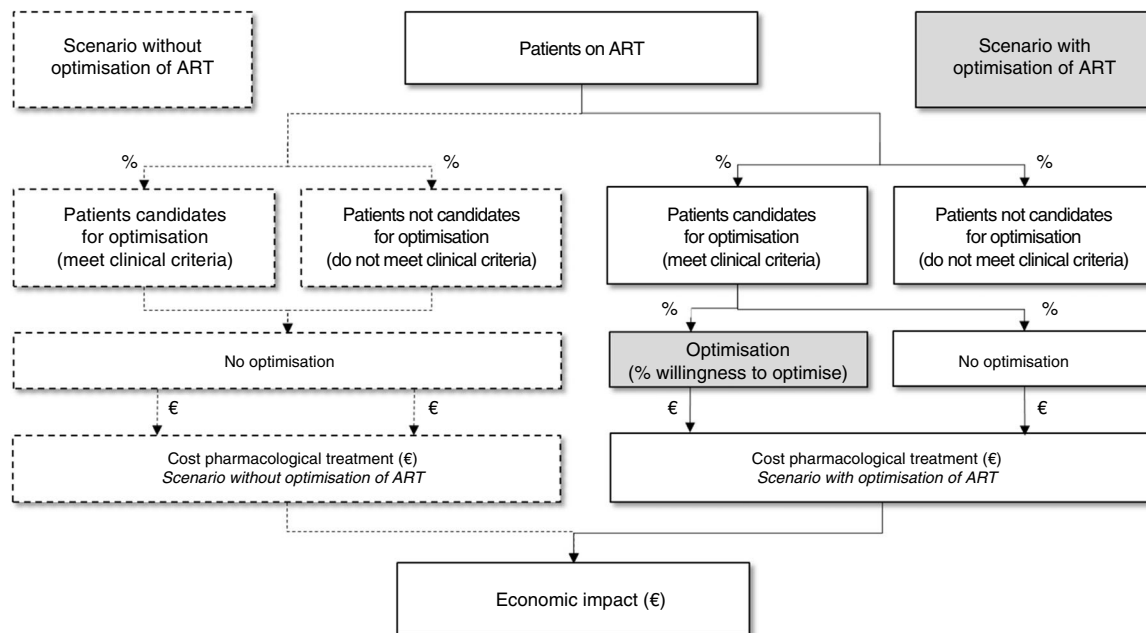 Scenario without
optimisation of ART
Patients on ART
Scenario with
optimisation of ART
%
%
%
%
Patients candidates
for optimisation
(meet clinical criteria)
Patients not candidates
for optimisation
(do not meet clinical criteria)
Patients candidates
for optimisation
(meet clinical criteria)
Patients not candidates
for optimisation
(do not meet clinical criteria)
%
%
No optimisation
Optimisation
(% willingness to optimise)
No optimisation
€
€
€
€
Cost pharmacological treatment (€)
Scenario without optimisation of ART
Cost pharmacological treatment (€)
Scenario with optimisation of ART
Economic impact (€)